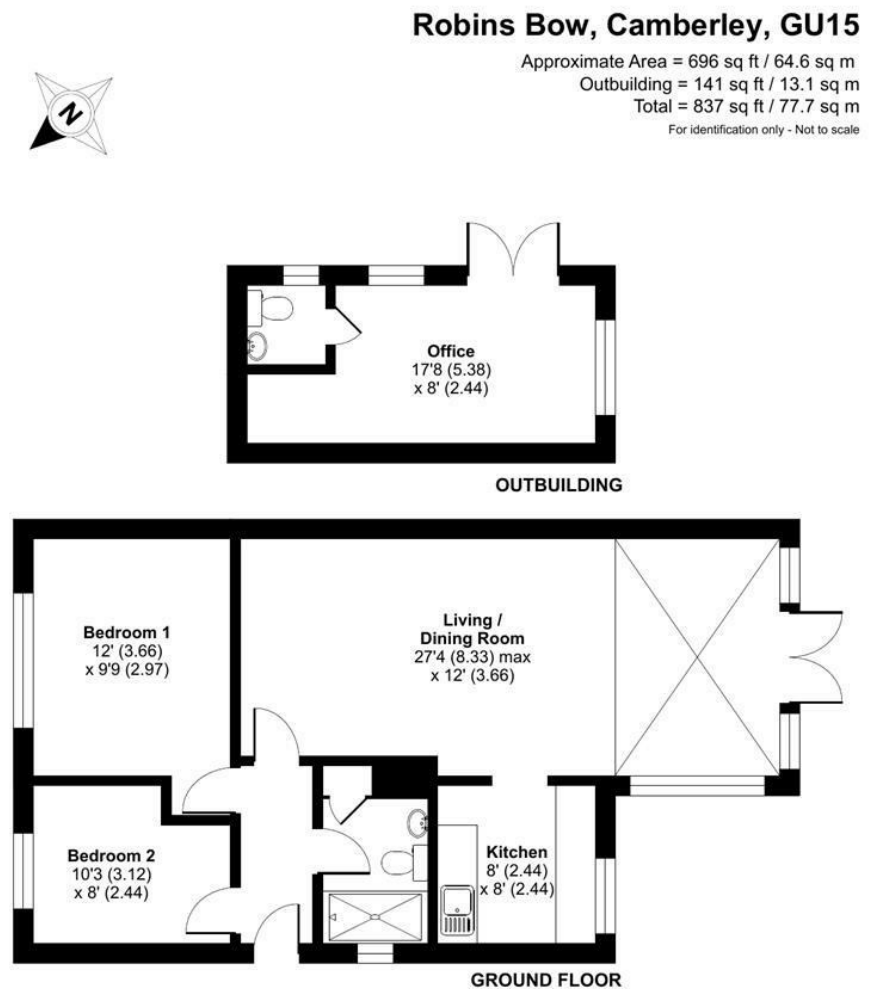 Robins Bow, Camberley, GU15
Approximate Area = 696 sq ft / 64.6 sq m
Outbuilding = 141 sq ft / 13.1 sq m
Total = 837 sq ft / 77.7 sq m
For identification only - Not to scale
N
Office
17'8 (5.38)
x 8' (2.44)
OUTBUILDING
Bedroom 1
12' (3.66)
x 9'9 (2.97)
Living /
Dining Room
27'4 (8.33) max
x 12' (3.66)
Bedroom 2
10'3 (3.12)
x 8' (2.44)
Kitchen
8' (2.44)
x 8' (2.44)
GROUND FLOOR